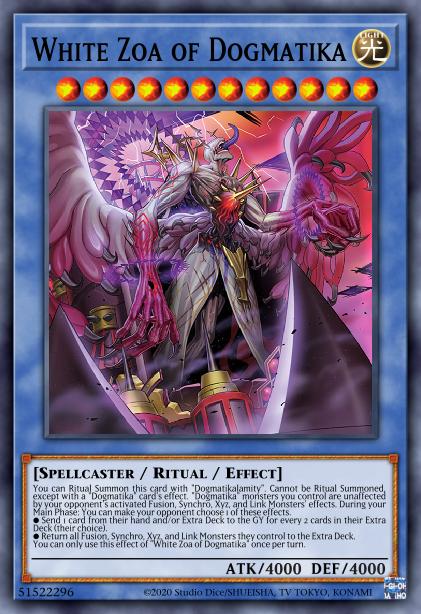 WHITE ZOA OF DOGMATIKA
LIGHT
光
[SPELLCASTER / RITUAL / EFFECT]
You can Ritual Summon this card with "Dogmatikalamity". Cannot be Ritual Summoned,
except with a "Dogmatika" card's effect. "Dogmatika" monsters you control are unaffected
by your opponent's activated Fusion, Synchro, Xyz, and Link Monsters' effects. During your
Main Phase: You can make your opponent choose 1 of these effects.
● Send 1 card from their hand and/or Extra Deck to the GY for every 2 cards in their Extra
Deck (their choice).
● Return all Fusion, Synchro, Xyz, and Link Monsters they control to the Extra Deck.
You can only use this effect of "White Zoa of Dogmatika" once per turn.
ATK/4000 DEF/4000
51522296
©2020 Studio Dice/SHUEISHA, TV TOKYO, KONAMI